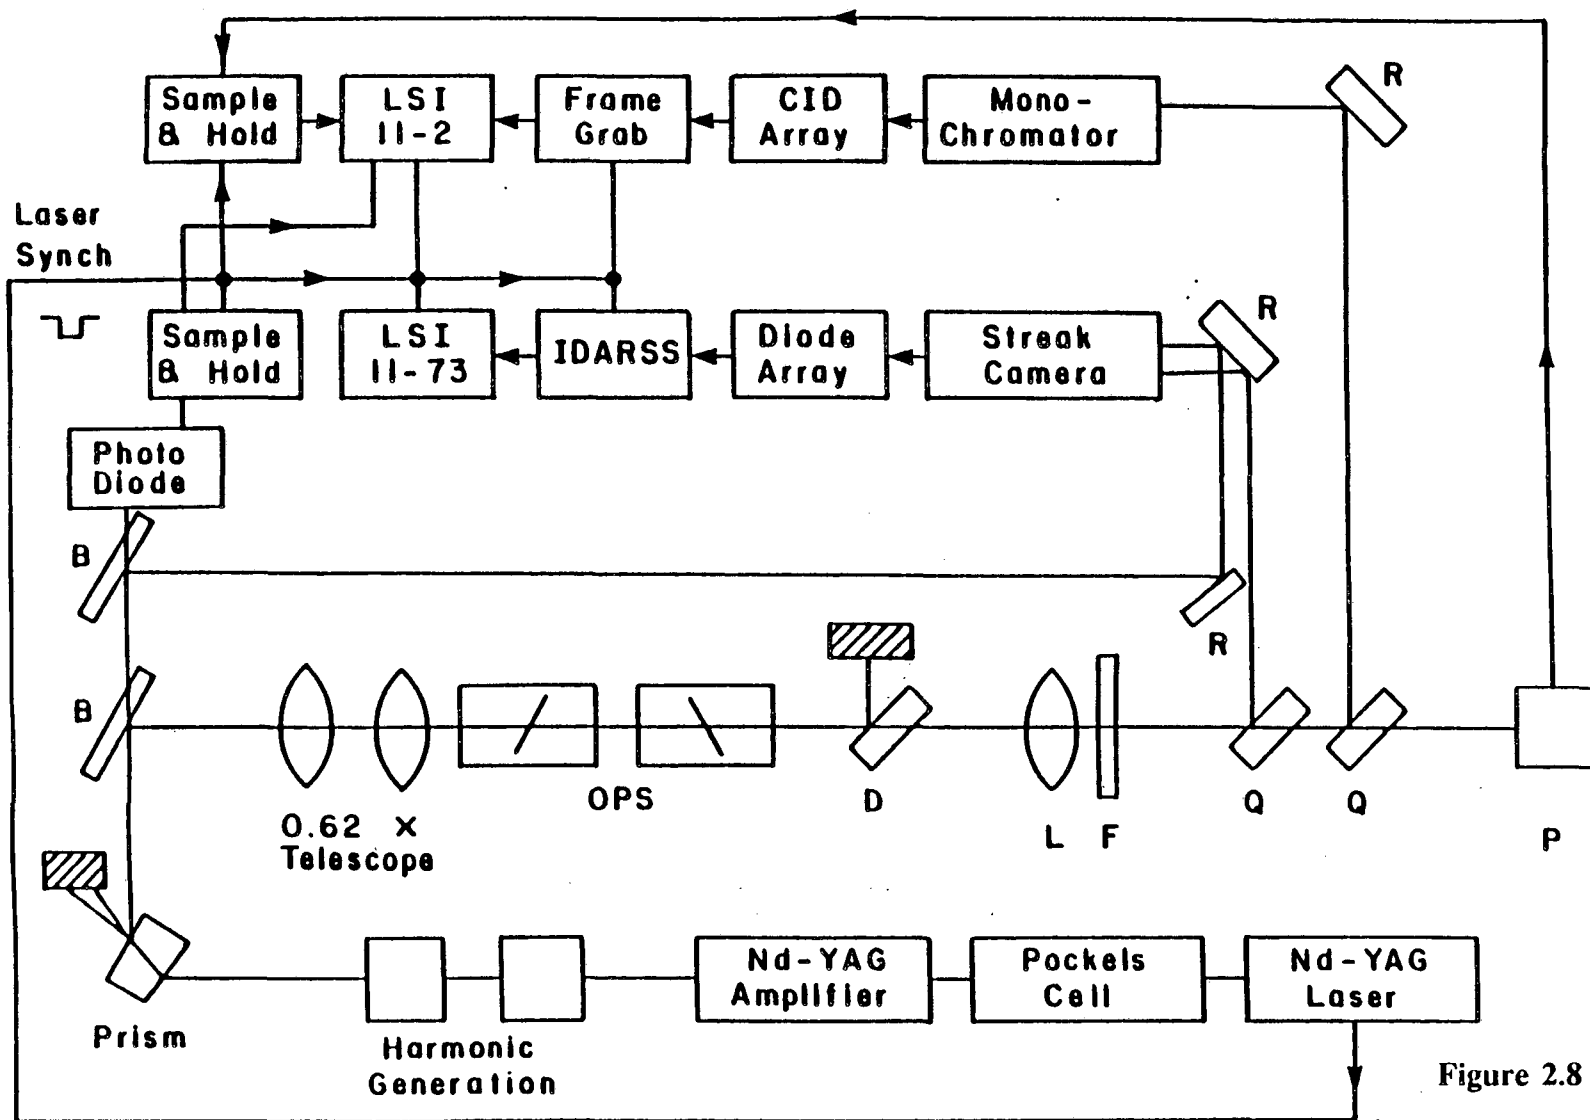 R
Sample
& Hold
LSI
11-2
Frame
Grab
CID
Array
Mono-
Chromator
Laser
Synch
R
Sample
& Hold
LSI
11-73
IDARSS
Diode
Array
Streak
Camera
Photo
Diode
B
R
B
OPS
D
L
F
Q
Q
P
0.62 x
Telescope
Nd-YAG
Amplifier
Pockels
Cell
Nd-YAG
Laser
Prism
Harmonic
Generation
Figure 2.8